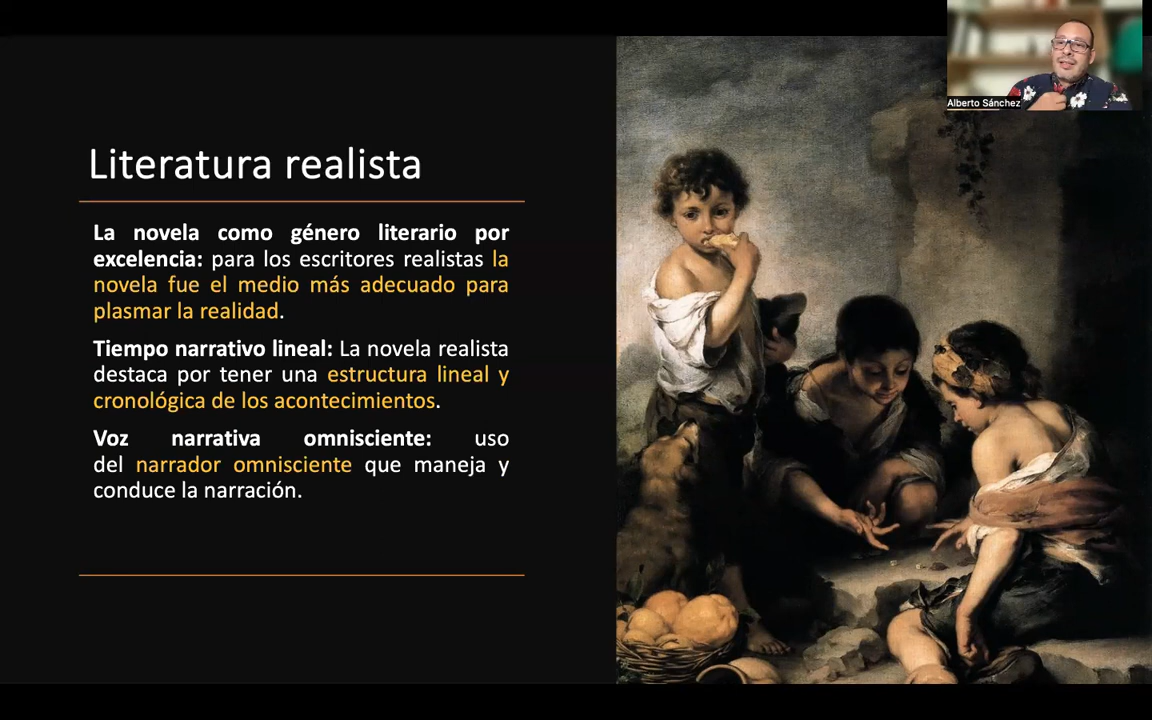 Alberto Sánchez
Literatura realista
La novela como género literario por
excelencia: para los escritores realistas la
novela fue el medio más adecuado para
plasmar la realidad.
Tiempo narrativo lineal: La novela realista
destaca por tener una estructura lineal y
cronológica de los acontecimientos.
Voz narrativa omnisciente: uso
del narrador omnisciente que maneja y
conduce la narración.